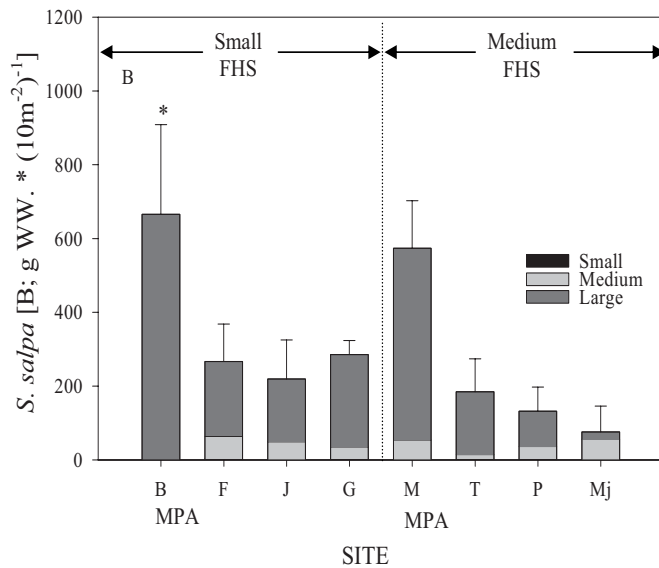 Small
FHS
Medium
FHS
B
*
1200
1000
800
600
400
200
0
S. salpa [B; g WW. * (10m⁻²)⁻¹]
Small
Medium
Large
B F J G M T P Mj
MPA MPA
SITE